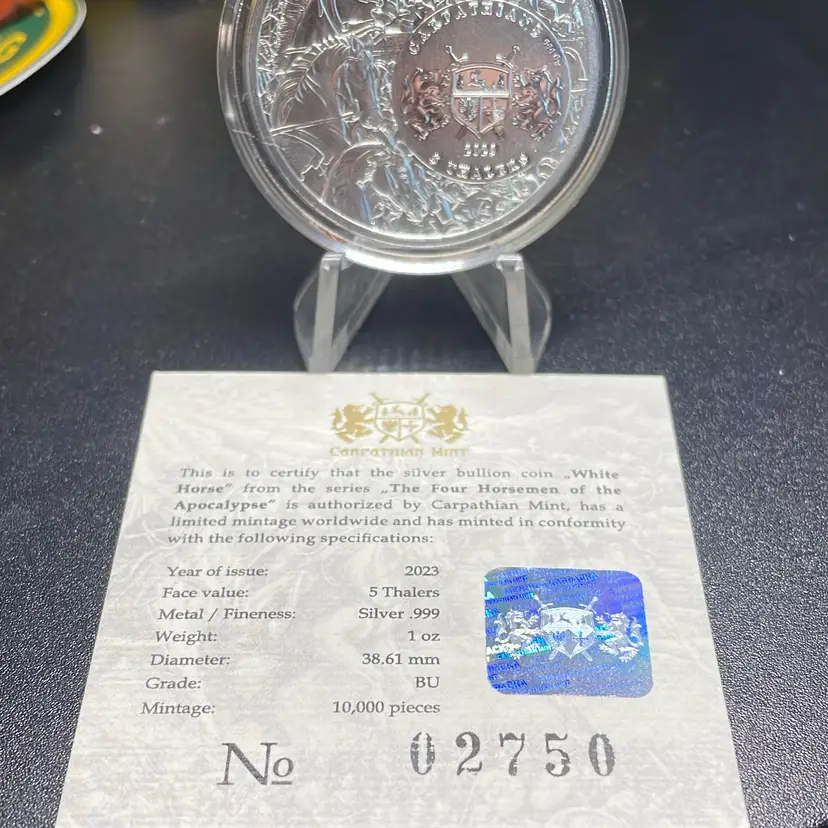 CARPATHIANS
2023
5 THALERS
CARPATHIAN MINT
This is to certify that the silver bullion coin „White
Horse" from the series „The Four Horsemen of the
Apocalypse" is authorized by Carpathian Mint, has a
limited mintage worldwide and has minted in conformity
with the following specifications:
Year of issue: 2023
Face value: 5 Thalers
Metal / Fineness: Silver .999
Weight: 1 oz
Diameter: 38.61 mm
Grade: BU
Mintage: 10,000 pieces
No 02750